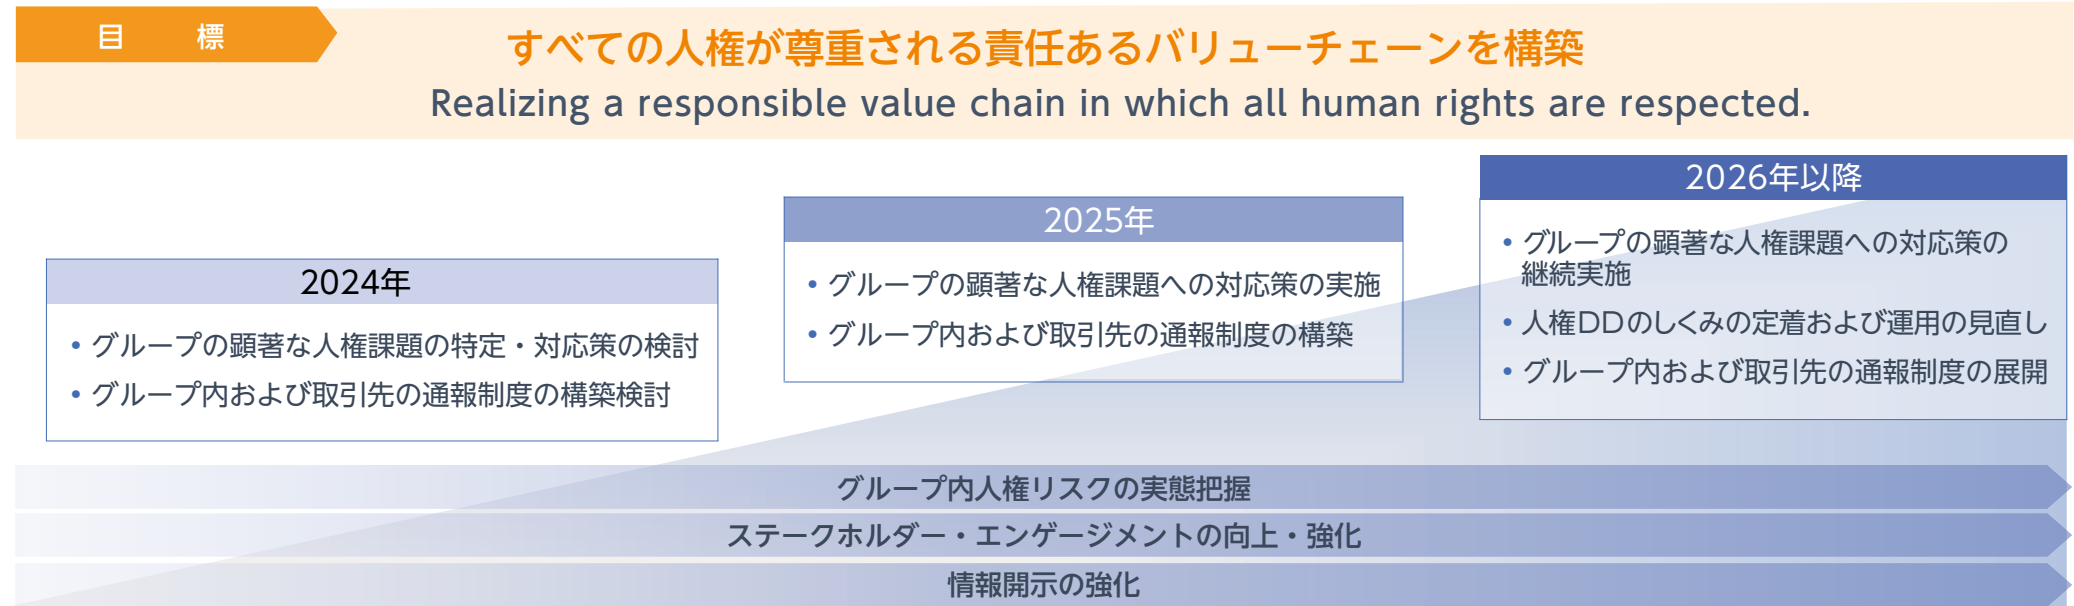 目　標
すべての人権が尊重される責任あるバリューチェーンを構築
Realizing a responsible value chain in which all human rights are respected.
2024年
• グループの顕著な人権課題の特定・対応策の検討
• グループ内および取引先の通報制度の構築検討
2025年
• グループの顕著な人権課題への対応策の実施
• グループ内および取引先の通報制度の構築
2026年以降
• グループの顕著な人権課題への対応策の
継続実施
• 人権DDのしくみの定着および運用の見直し
• グループ内および取引先の通報制度の展開
グループ内人権リスクの実態把握
ステークホルダー・エンゲージメントの向上・強化
情報開示の強化